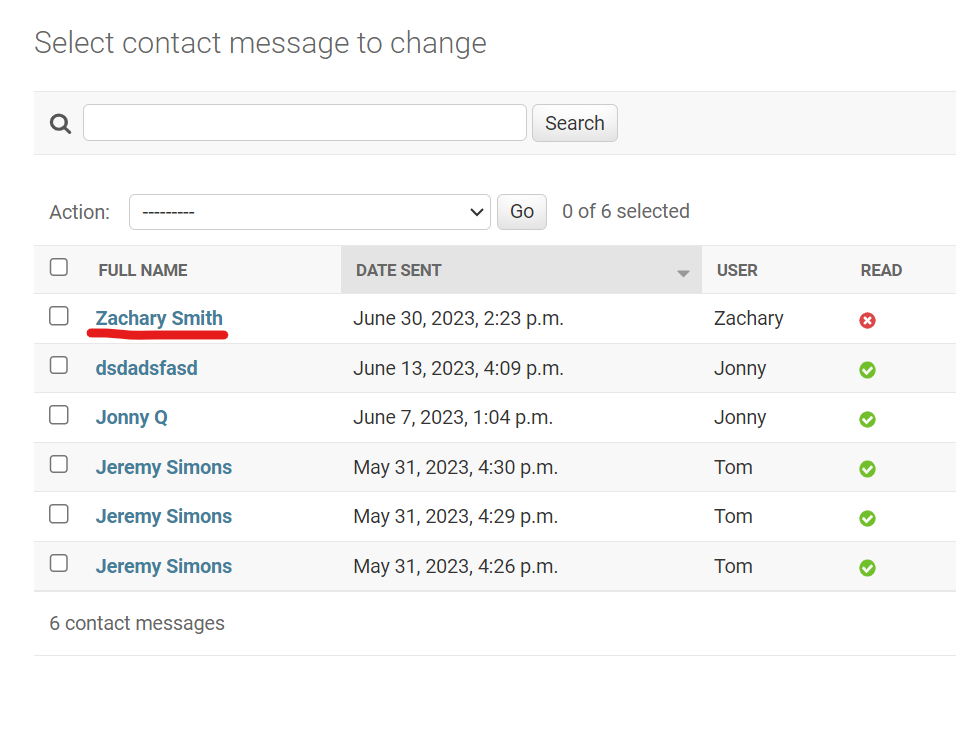 Select contact message to change
Search
Action: --------- Go 0 of 6 selected
FULL NAME DATE SENT USER READ
Zachary Smith June 30, 2023, 2:23 p.m. Zachary
dsdadsfasd June 13, 2023, 4:09 p.m. Jonny
Jonny Q June 7, 2023, 1:04 p.m. Jonny
Jeremy Simons May 31, 2023, 4:30 p.m. Tom
Jeremy Simons May 31, 2023, 4:29 p.m. Tom
Jeremy Simons May 31, 2023, 4:26 p.m. Tom
6 contact messages